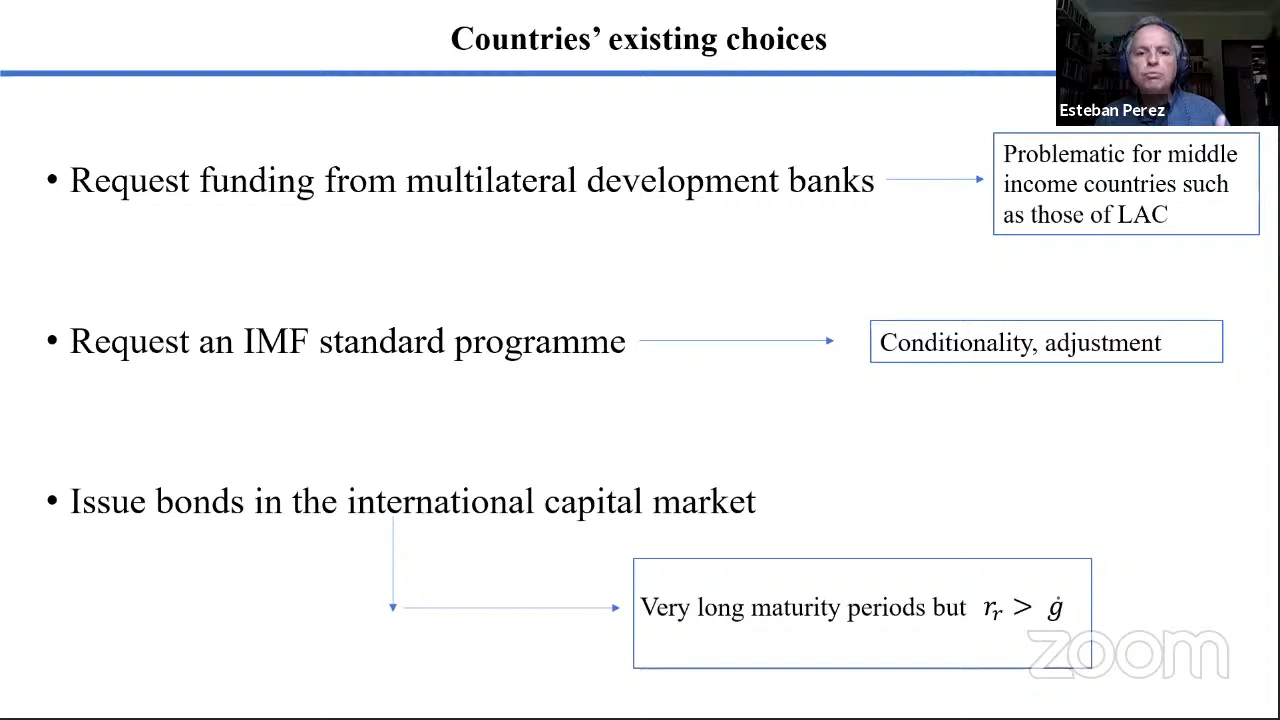 Countries’ existing choices
Esteban Perez
• Request funding from multilateral development banks
Problematic for middle
income countries such
as those of LAC
• Request an IMF standard programme
Conditionality, adjustment
• Issue bonds in the international capital market
Very long maturity periods but rᵣ > ġ
zoom